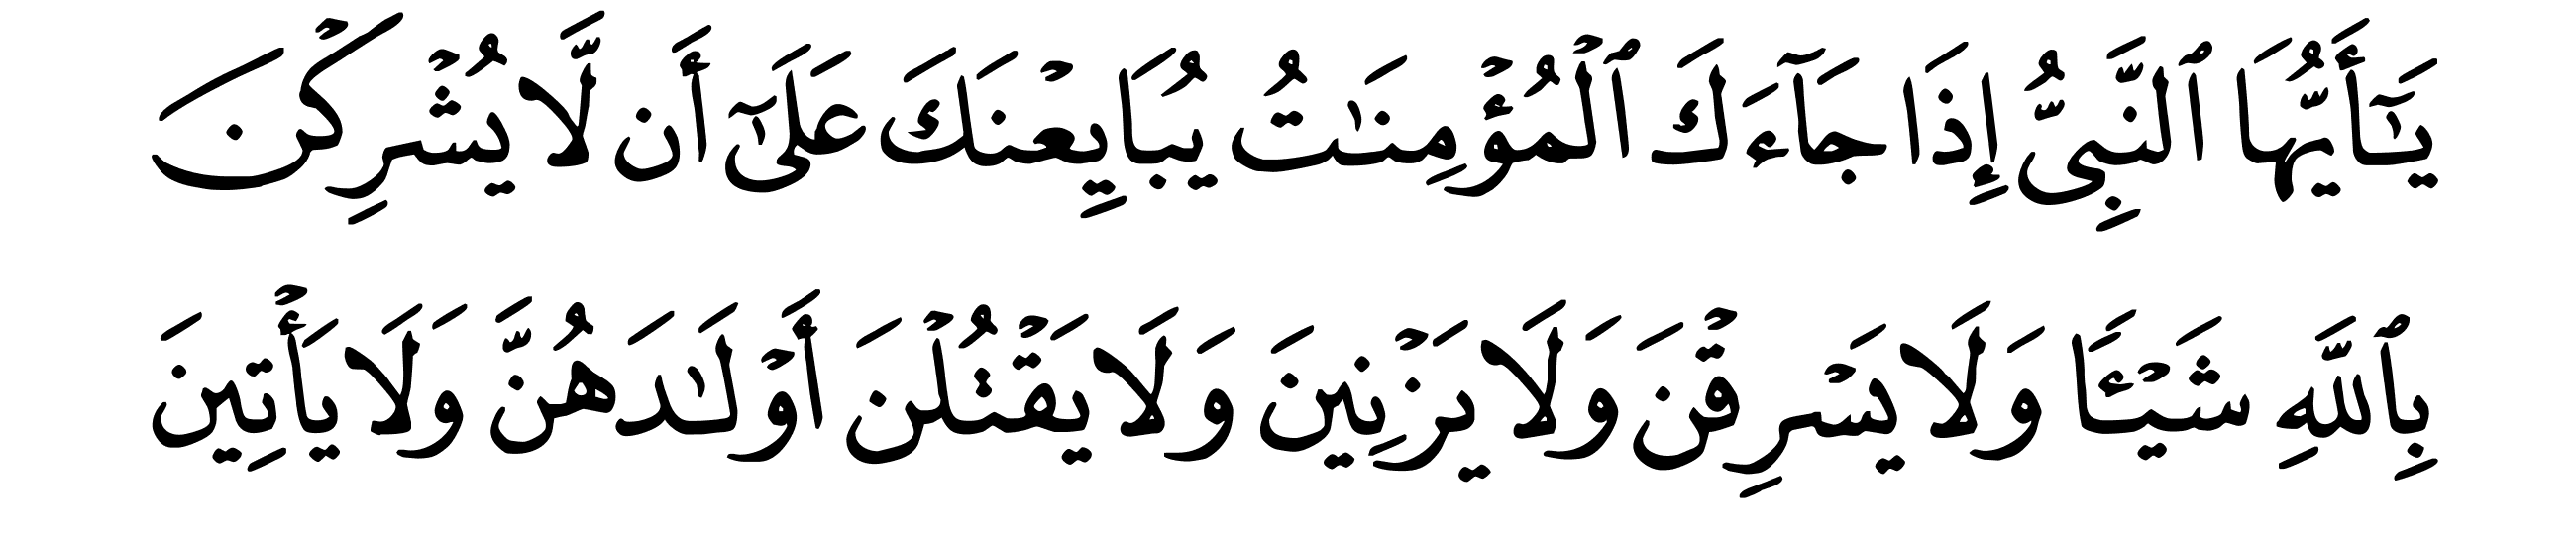 يَـٰٓأَيُّهَا ٱلنَّبِىُّ إِذَا جَآءَكَ ٱلْمُؤْمِنَـٰتُ يُبَايِعْنَكَ عَلَىٰٓ أَن لَّا يُشْرِكْنَ
بِٱللَّهِ شَيْـًٔا وَلَا يَسْرِقْنَ وَلَا يَزْنِينَ وَلَا يَقْتُلْنَ أَوْلَـٰدَهُنَّ وَلَا يَأْتِينَ